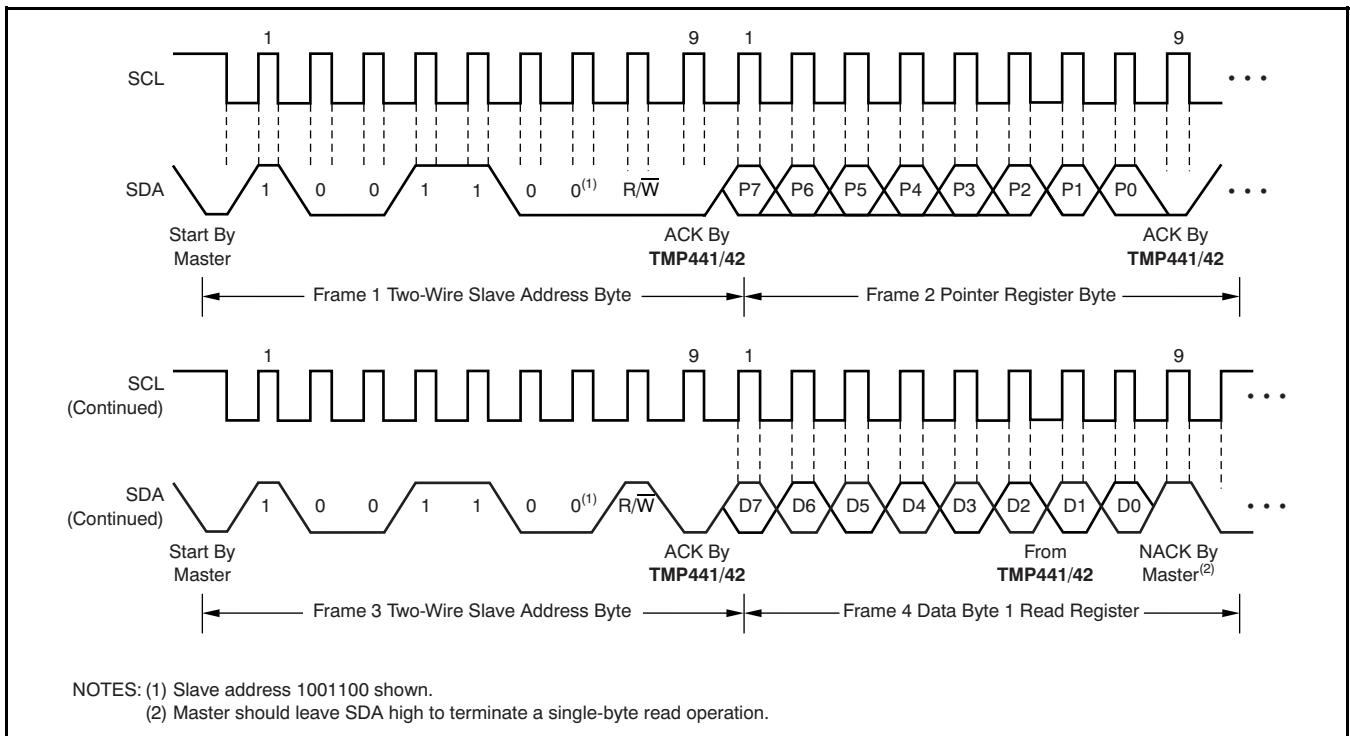 1 9 1 9
SCL
• • •
SDA 1 0 0 1 1 0 0(1) R/W̅ P7 P6 P5 P4 P3 P2 P1 P0 • • •
Start By
Master
ACK By
TMP441/42
ACK By
TMP441/42
Frame 1 Two-Wire Slave Address Byte
Frame 2 Pointer Register Byte
1 9 1 9
SCL
(Continued)
• • •
SDA
(Continued)
1 0 0 1 1 0 0(1) R/W̅ D7 D6 D5 D4 D3 D2 D1 D0 • • •
Start By
Master
ACK By
TMP441/42
From
TMP441/42
NACK By
Master(2)
Frame 3 Two-Wire Slave Address Byte
Frame 4 Data Byte 1 Read Register
NOTES: (1) Slave address 1001100 shown.
(2) Master should leave SDA high to terminate a single-byte read operation.